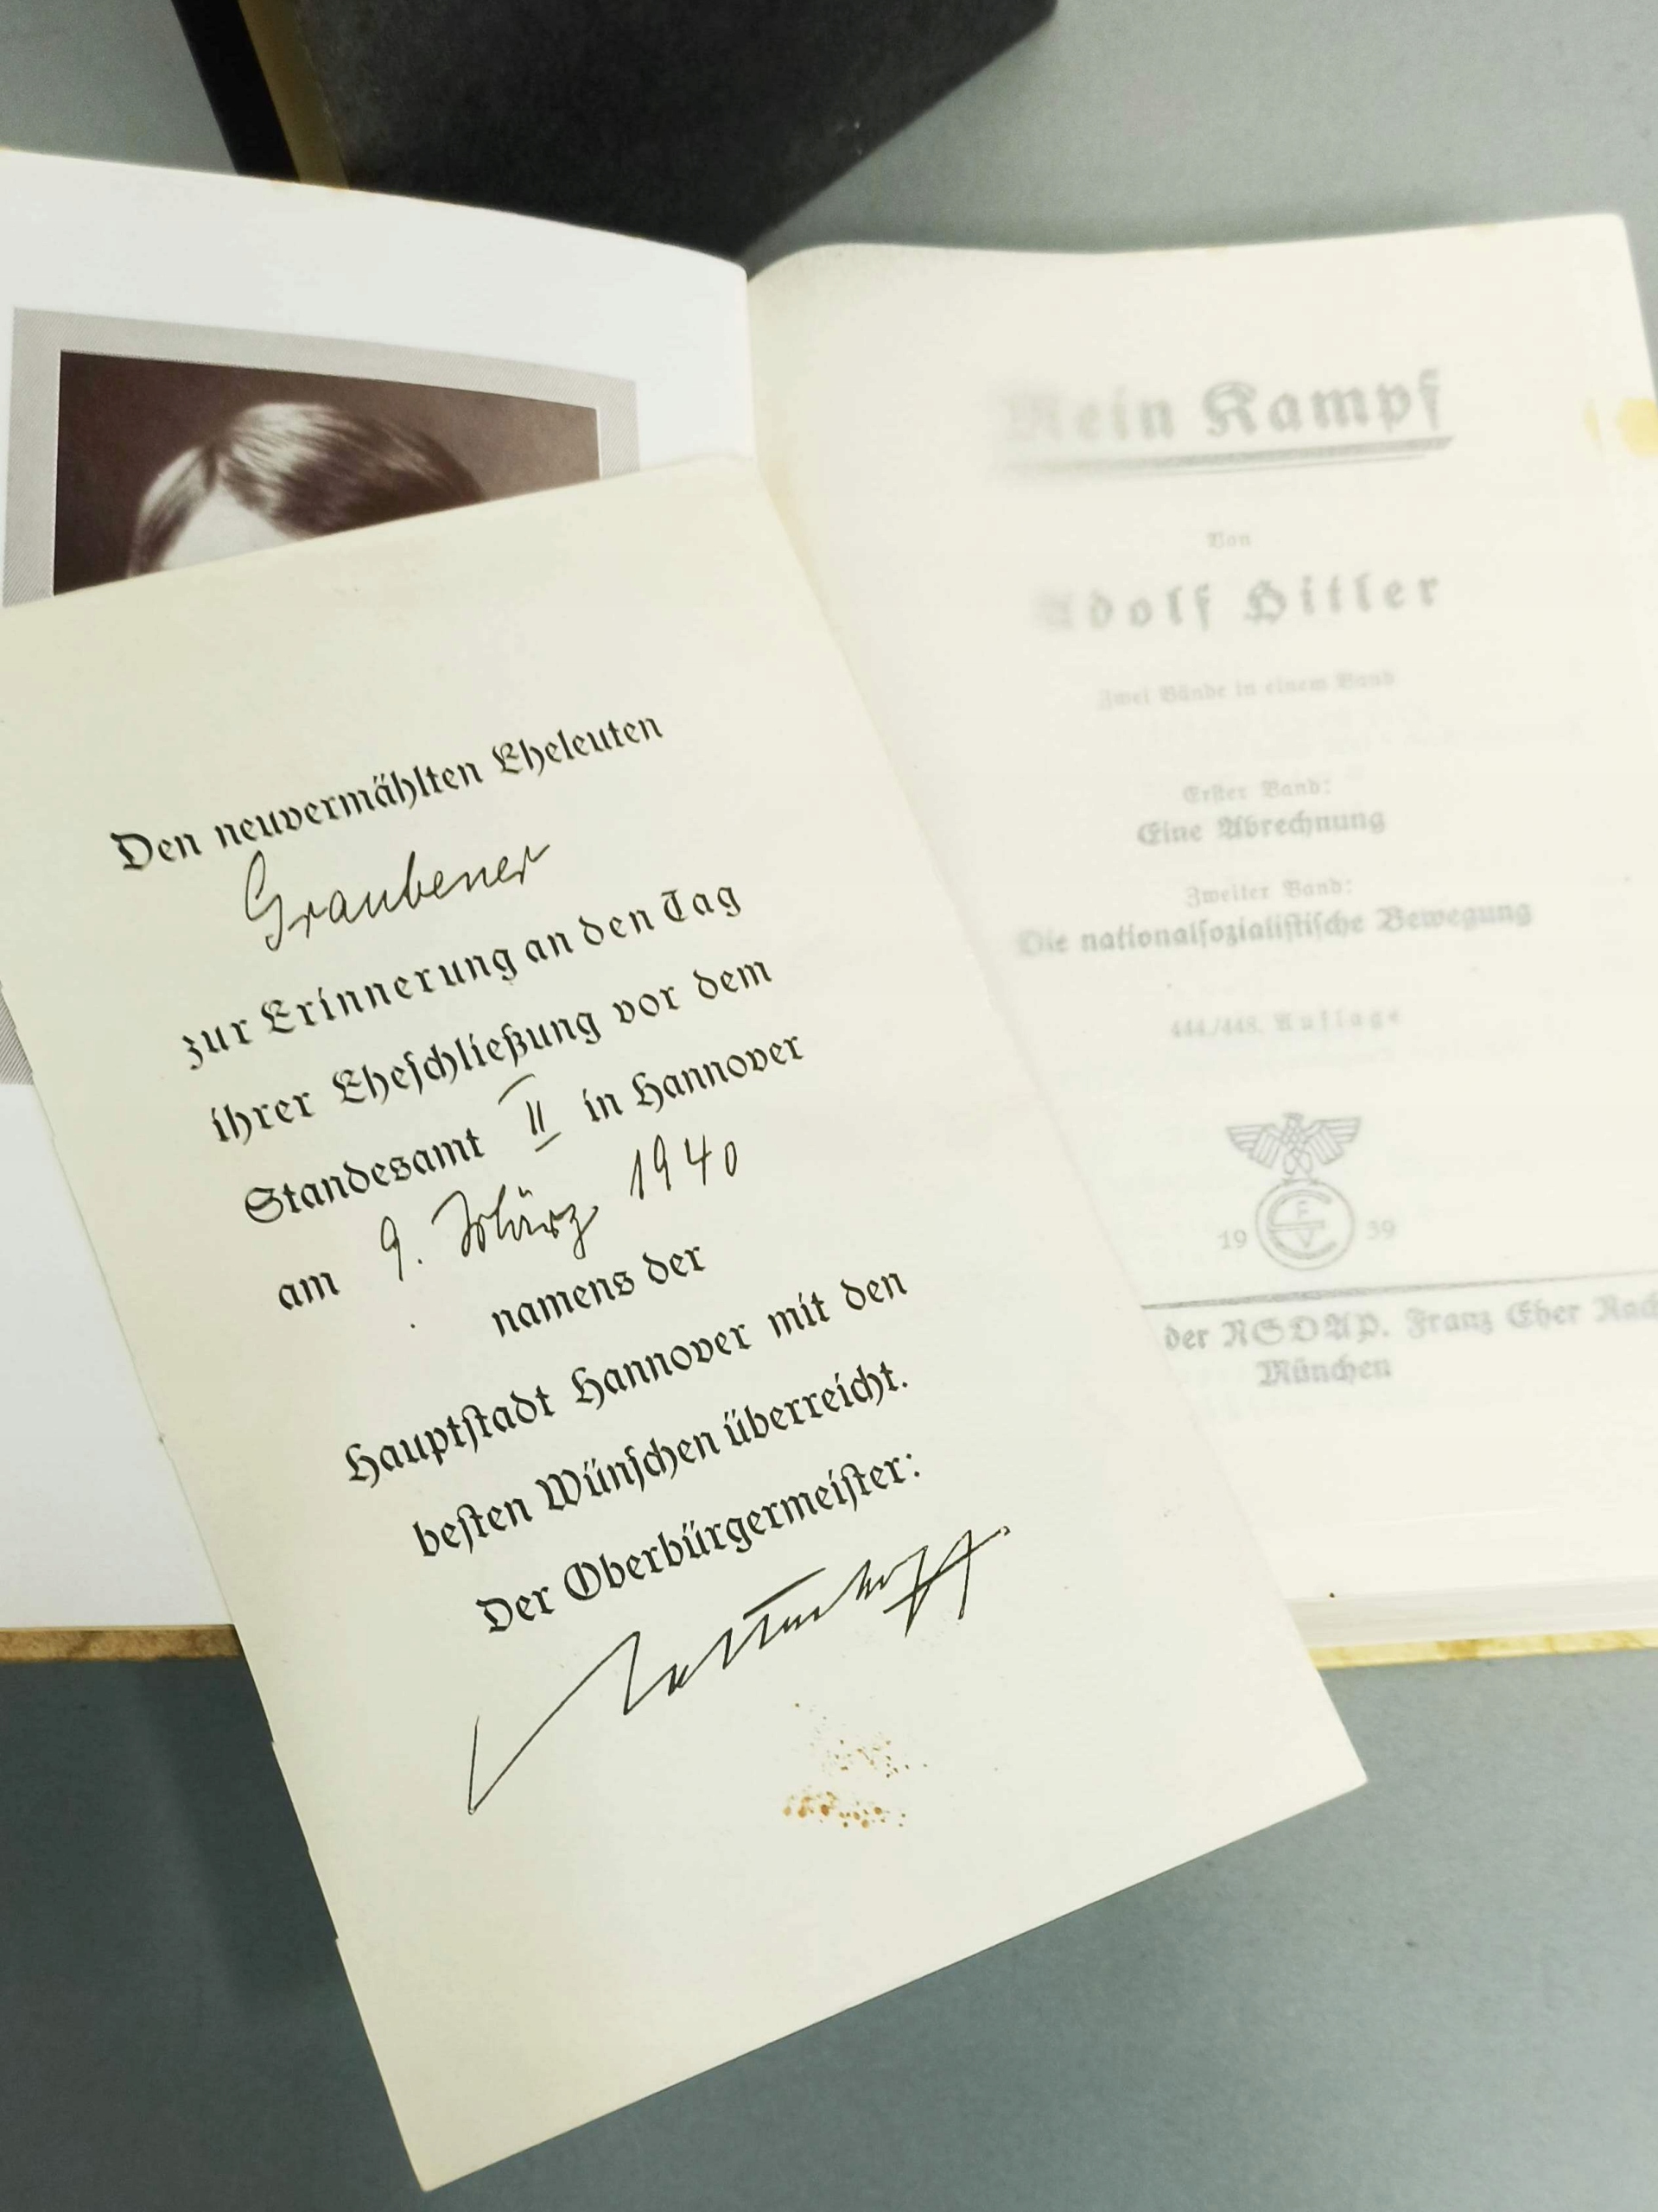 Den neuvermählten Eheleuten
Graubener
zur Erinnerung an den Tag
ihrer Eheschließung vor dem
Standesamt II in Hannover
am 9. März 1940
namens der
Hauptstadt Hannover mit den
besten Wünschen überreicht.
Der Oberbürgermeister:
Mein Kampf
Von
Adolf Hitler
Zwei Bände in einem Band
Erster Band:
Eine Abrechnung
Zweiter Band:
Die nationalsozialistische Bewegung
444./448. Auflage
19 FEV 39
der NSDAP. Franz Eher Nach
München